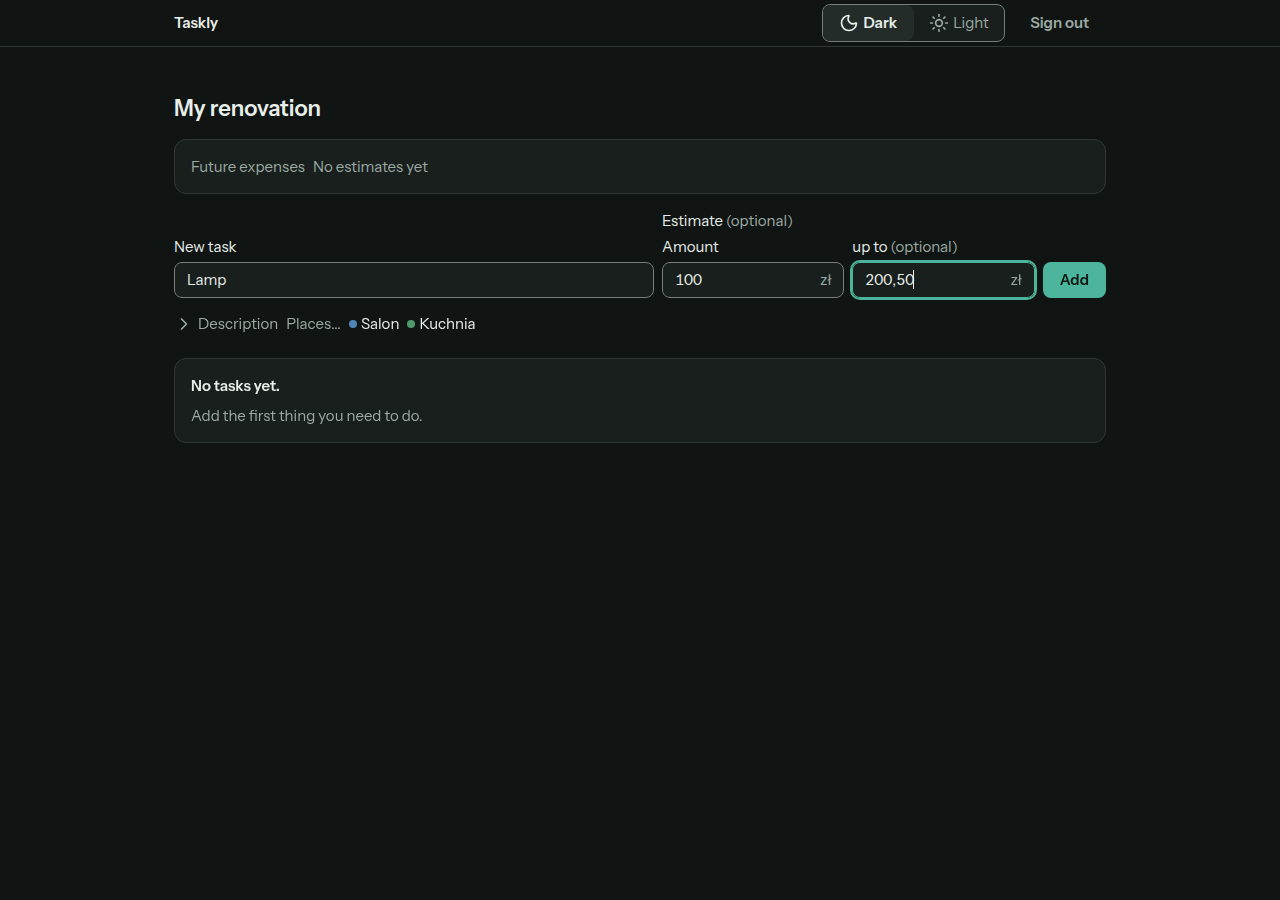 Taskly Dark Light Sign out
My renovation
Future expenses No estimates yet
Estimate (optional)
New task Amount up to (optional)
Lamp 100 zł 200,50 zł Add
Description Places... Salon Kuchnia
No tasks yet.
Add the first thing you need to do.